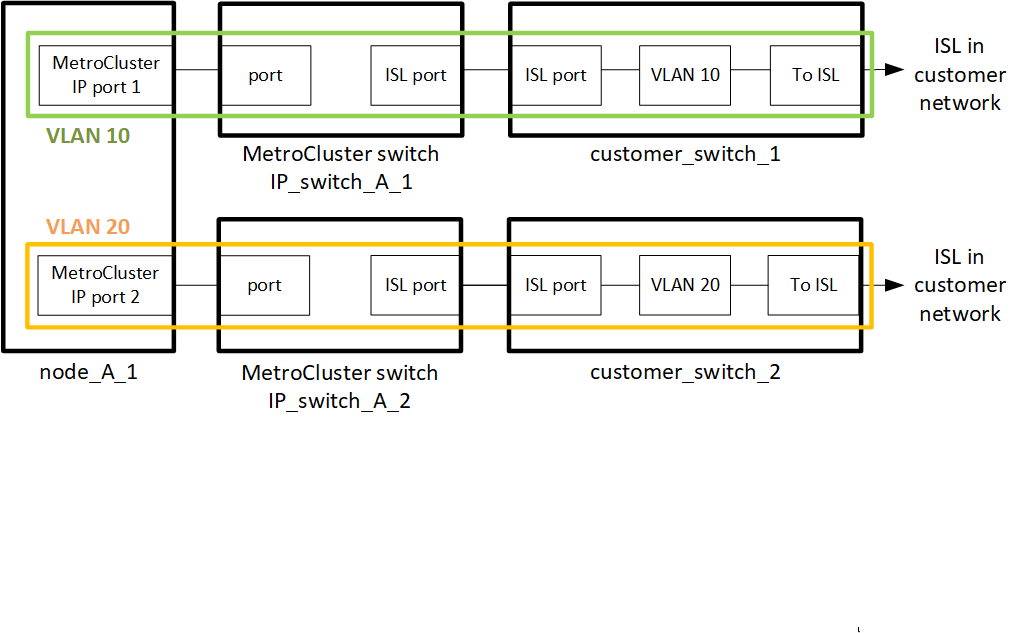 MetroCluster
IP port 1
port
ISL port
ISL port
VLAN 10
To ISL
ISL in
customer
network
VLAN 10
MetroCluster switch
IP_switch_A_1
customer_switch_1
VLAN 20
MetroCluster
IP port 2
port
ISL port
ISL port
VLAN 20
To ISL
ISL in
customer
network
node_A_1
MetroCluster switch
IP_switch_A_2
customer_switch_2